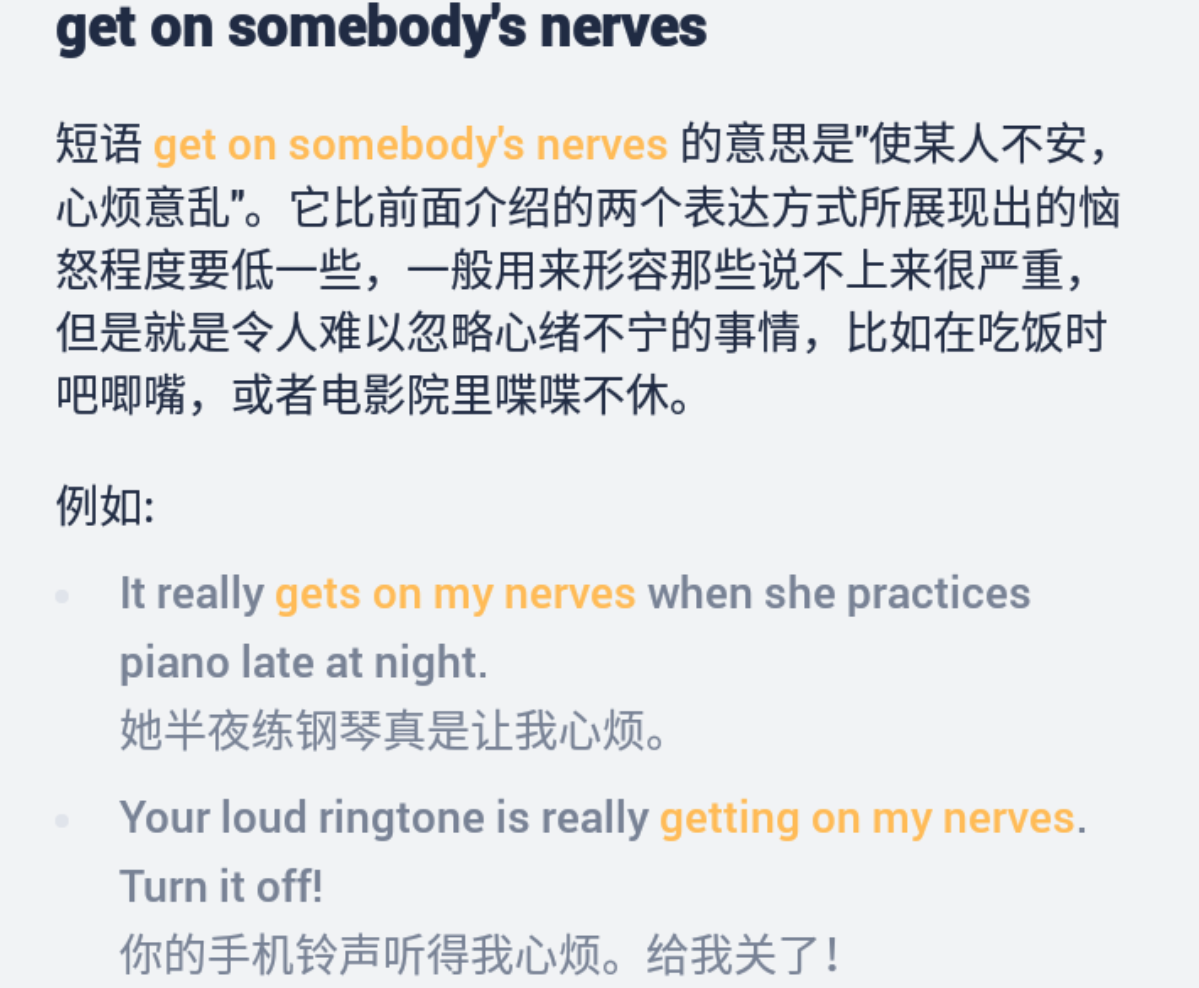 get on somebody's nerves
短语 get on somebody's nerves 的意思是"使某人不安，
心烦意乱"。它比前面介绍的两个表达方式所展现出的恼
怒程度要低一些，一般用来形容那些说不上来很严重，
但是就是令人难以忽略心绪不宁的事情，比如在吃饭时
吧唧嘴，或者电影院里喋喋不休。
例如:
It really gets on my nerves when she practices
piano late at night.
她半夜练钢琴真是让我心烦。
Your loud ringtone is really getting on my nerves.
Turn it off!
你的手机铃声听得我心烦。给我关了！